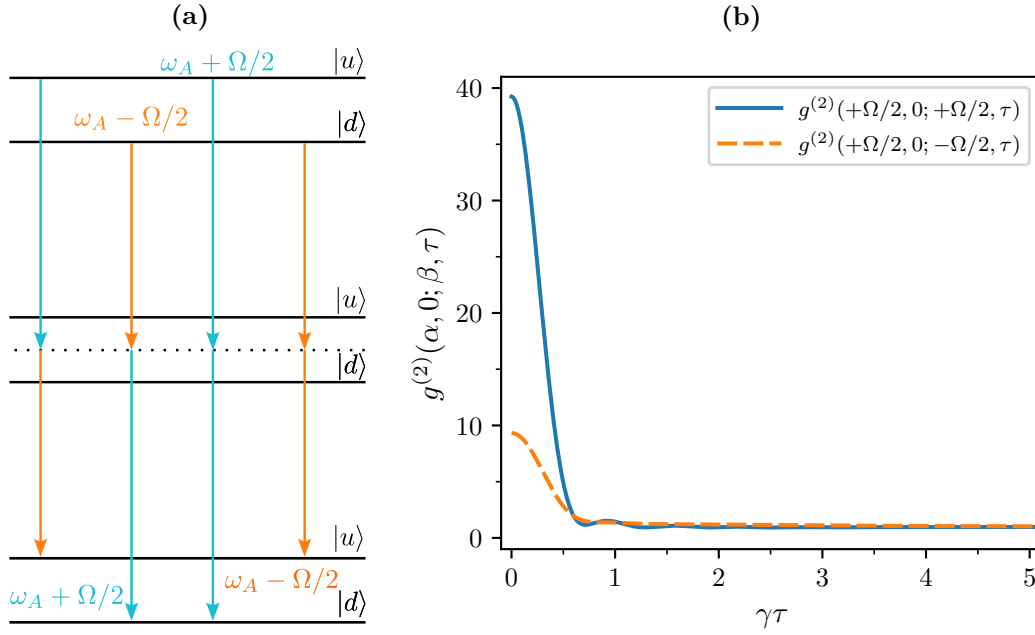 (a)
|u⟩
ω_A + Ω/2
ω_A − Ω/2
|d⟩
|u⟩
|d⟩
|u⟩
ω_A + Ω/2
ω_A − Ω/2
|d⟩
(b)
g^{(2)}(α, 0; β, τ)
40
30
20
10
0
g^{(2)}(+Ω/2, 0; +Ω/2, τ)
g^{(2)}(+Ω/2, 0; −Ω/2, τ)
0
1
2
3
4
5
γτ